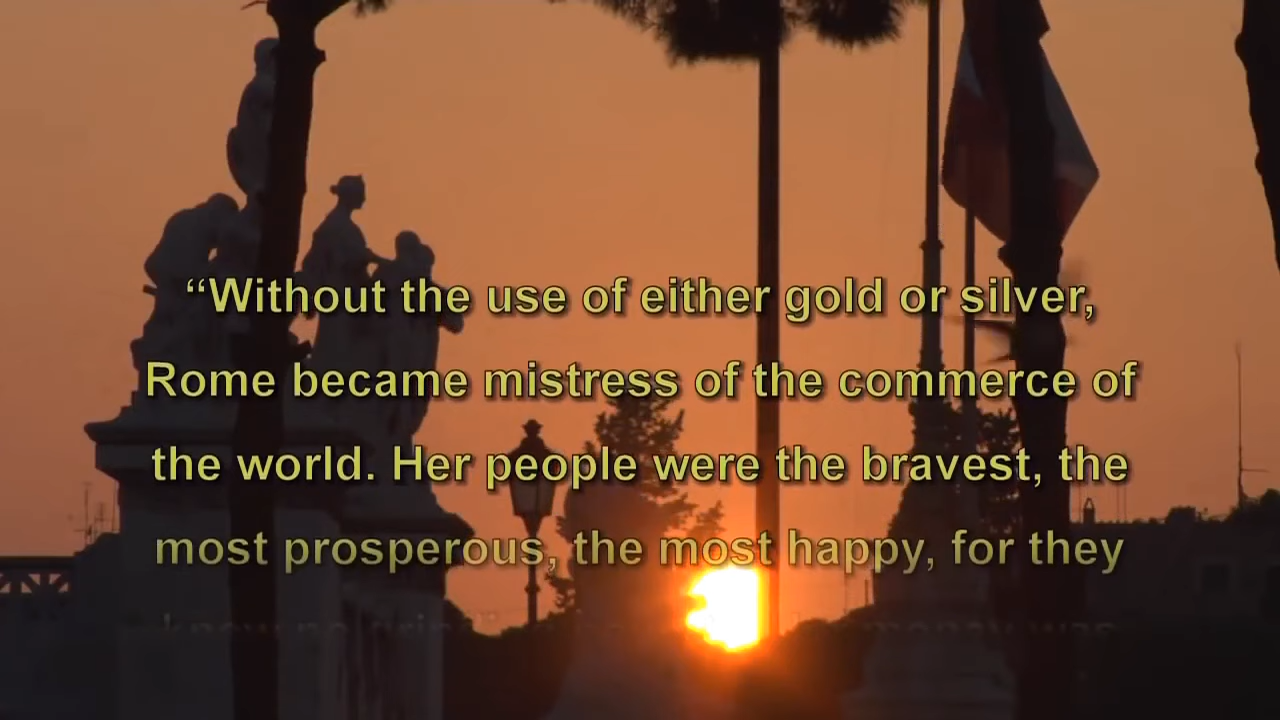 “Without the use of either gold or silver,
Rome became mistress of the commerce of
the world. Her people were the bravest, the
most prosperous, the most happy, for they